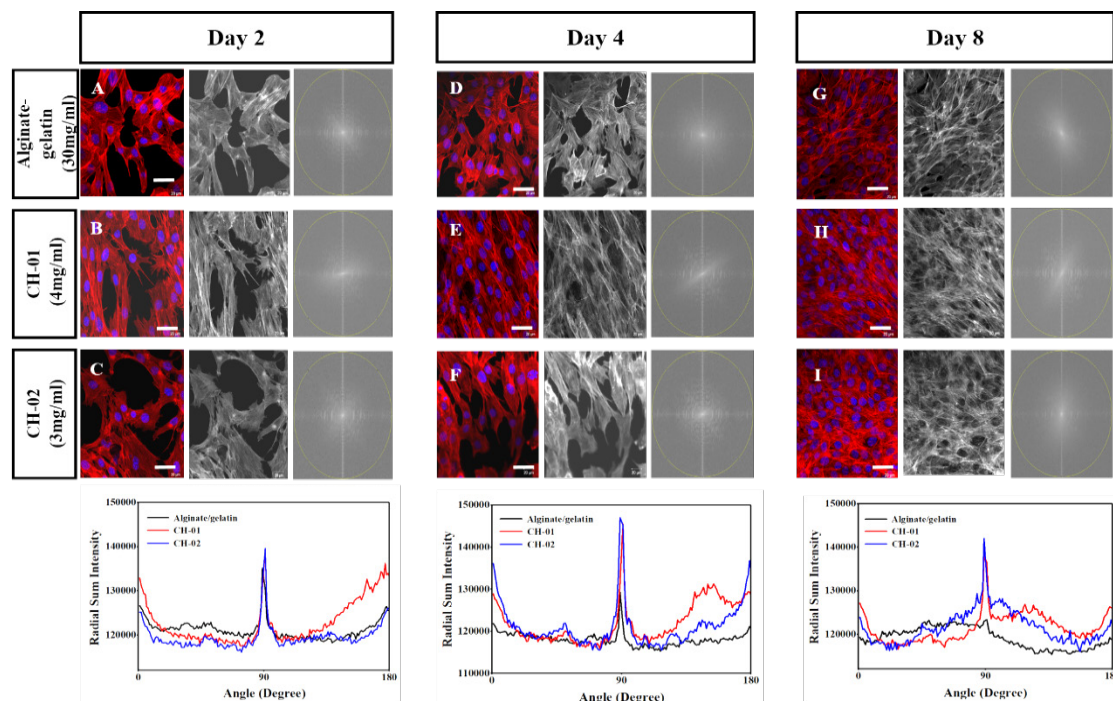 Day 2
Day 4
Day 8
Alginate-
gelatin
(30mg/ml)
A
D
G
CH-01
(4mg/ml)
B
E
H
CH-02
(3mg/ml)
C
F
I
150000
140000
130000
120000
Radial Sum Intensity
Alginate/gelatin
CH-01
CH-02
0
90
180
Angle (Degree)
150000
140000
130000
120000
110000
Radial Sum Intensity
Alginate/gelatin
CH-01
CH-02
0
90
180
Angle (Degree)
150000
140000
130000
120000
Radial Sum Intensity
Alginate/gelatin
CH-01
CH-02
0
90
Angle (Degree)